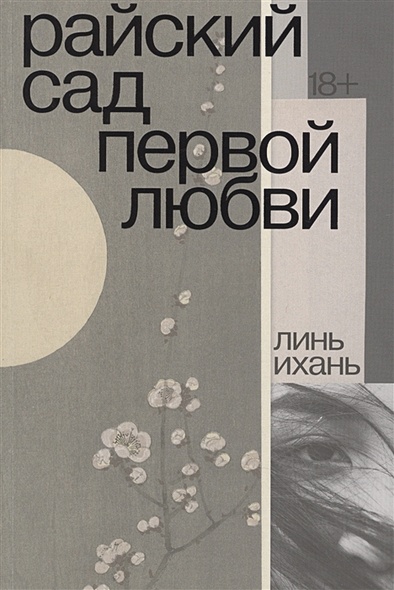 райский
сад
первой
любви
18+
линь
ихань